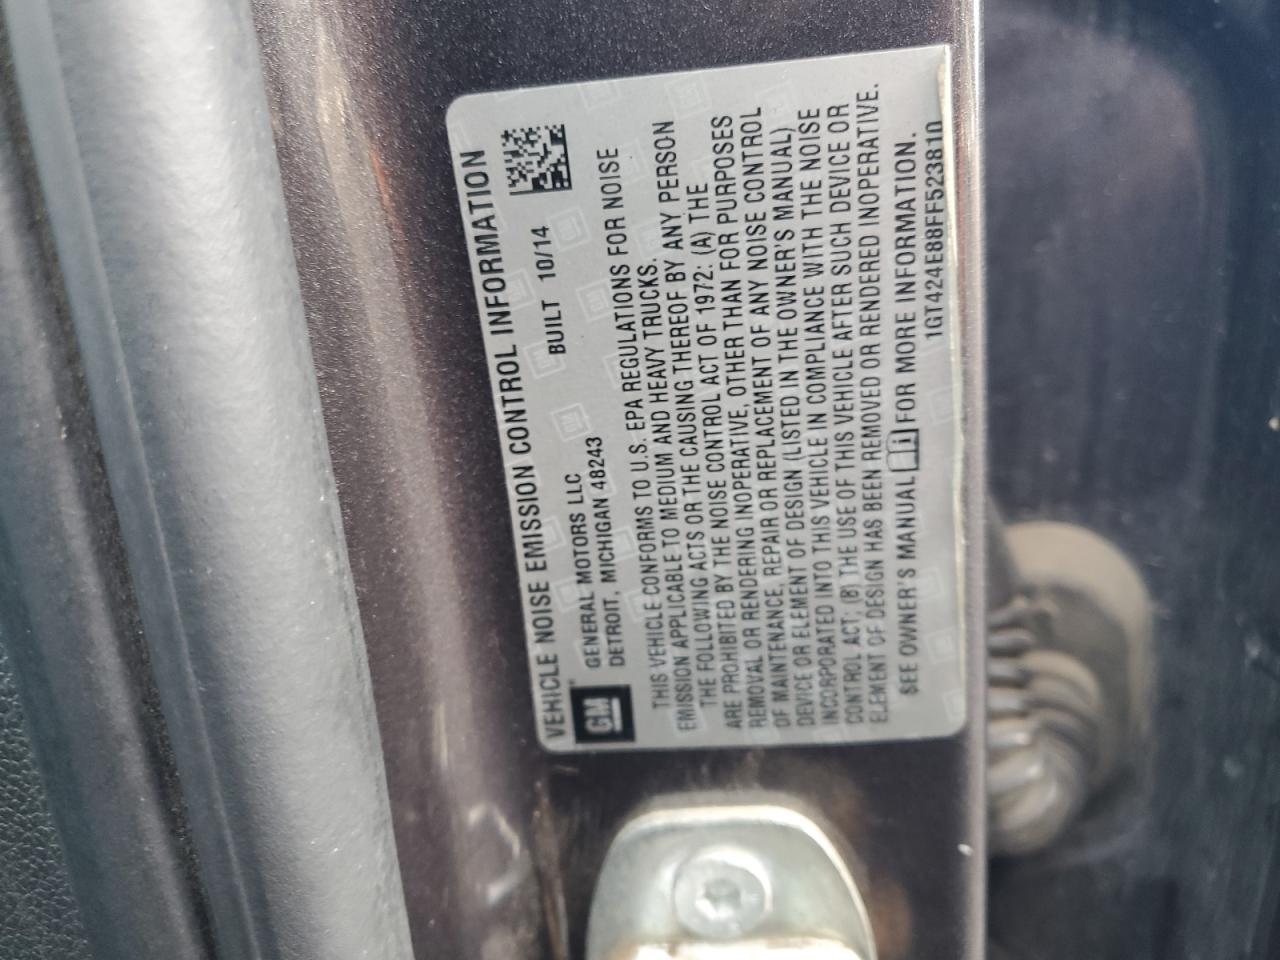 VEHICLE NOISE EMISSION CONTROL INFORMATION
GM
GENERAL MOTORS LLC
DETROIT, MICHIGAN 48243
BUILT 10/14
THIS VEHICLE CONFORMS TO U.S. EPA REGULATIONS FOR NOISE
EMISSION APPLICABLE TO MEDIUM AND HEAVY TRUCKS.
THE FOLLOWING ACTS OR THE CAUSING THEREOF BY ANY PERSON
ARE PROHIBITED BY THE NOISE CONTROL ACT OF 1972: (A) THE
REMOVAL OR RENDERING INOPERATIVE, OTHER THAN FOR PURPOSES
OF MAINTENANCE, REPAIR OR REPLACEMENT OF ANY NOISE CONTROL
DEVICE OR ELEMENT OF DESIGN (LISTED IN THE OWNER'S MANUAL)
INCORPORATED INTO THIS VEHICLE IN COMPLIANCE WITH THE NOISE
CONTROL ACT; (B) THE USE OF THIS VEHICLE AFTER SUCH DEVICE OR
ELEMENT OF DESIGN HAS BEEN REMOVED OR RENDERED INOPERATIVE.
SEE OWNER'S MANUAL FOR MORE INFORMATION.
1GT424E88FF523810